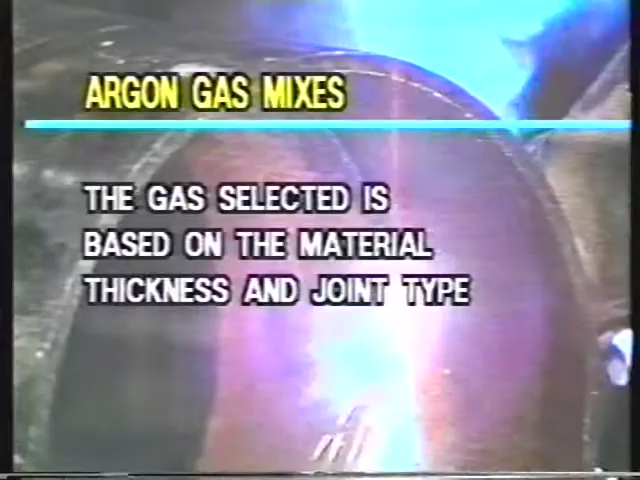 ARGON GAS MIXES
THE GAS SELECTED IS
BASED ON THE MATERIAL
THICKNESS AND JOINT TYPE